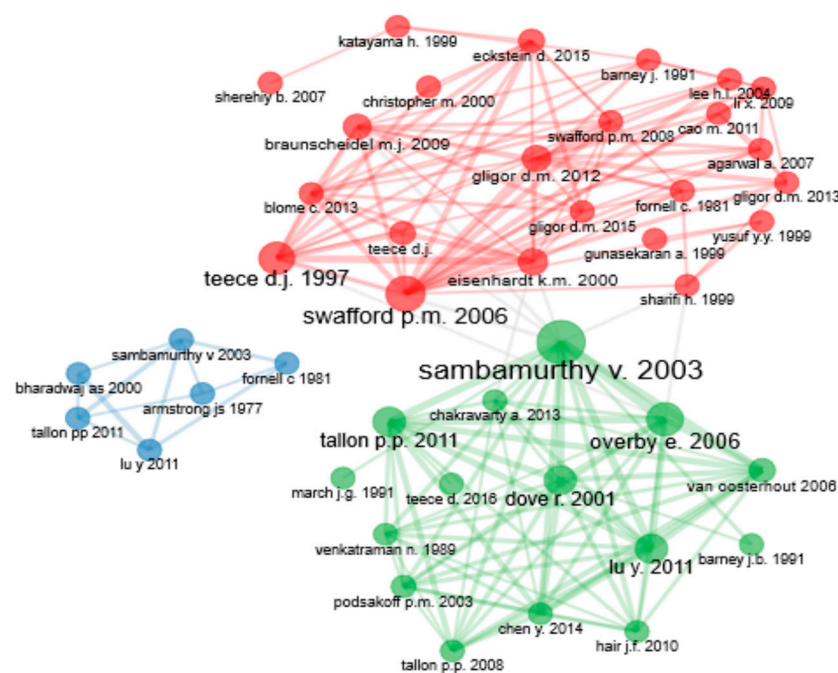 katayama h. 1999
eckstein d. 2015
barney j. 1991
sherehiy b. 2007
christopher m. 2000
lee h.l. 2004
li x. 2009
braunscheidel m.j. 2009
swafford p.m. 2008
cao m. 2011
agarwal a. 2007
gligor d.m. 2012
blome c. 2013
fornell c. 1981
gligor d.m. 2013
gligor d.m. 2015
teece d.j.
gunasekaran a. 1999
yusuf y.y. 1999
teece d.j. 1997
eisenhardt k.m. 2000
sharifi h. 1999
swafford p.m. 2006
sambamurthy v 2003
fornell c 1981
bharadwaj as 2000
armstrong js 1977
tallon pp 2011
lu y 2011
sambamurthy v. 2003
chakravarty a. 2013
tallon p.p. 2011
overby e. 2006
march j.g. 1991
teece d. 2016
dove r. 2001
van oosterhout 2006
venkatraman n. 1989
lu y. 2011
barney j.b. 1991
podsakoff p.m. 2003
chen y. 2014
hair j.f. 2010
tallon p.p. 2008